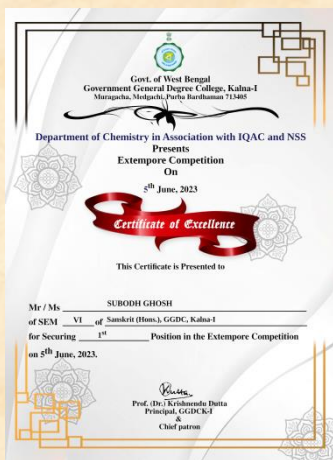 Govt. of West Bengal
Government General Degree College, Kalna-I
Muragacha, Medgachi, Purba Bardhaman 713405
Department of Chemistry in Association with IQAC and NSS
Presents
Extempore Competition
On
5th June, 2023
Certificate of Excellence
This Certificate is Presented to
Mr / Ms SUBODH GHOSH
of SEM VI of Sanskrit (Hons.), GGDC, Kalna-I
for Securing 1st Position in the Extempore Competition
on 5th June, 2023.
Prof. (Dr.) Krishnendu Dutta
Principal, GGDCK-I
&
Chief patron